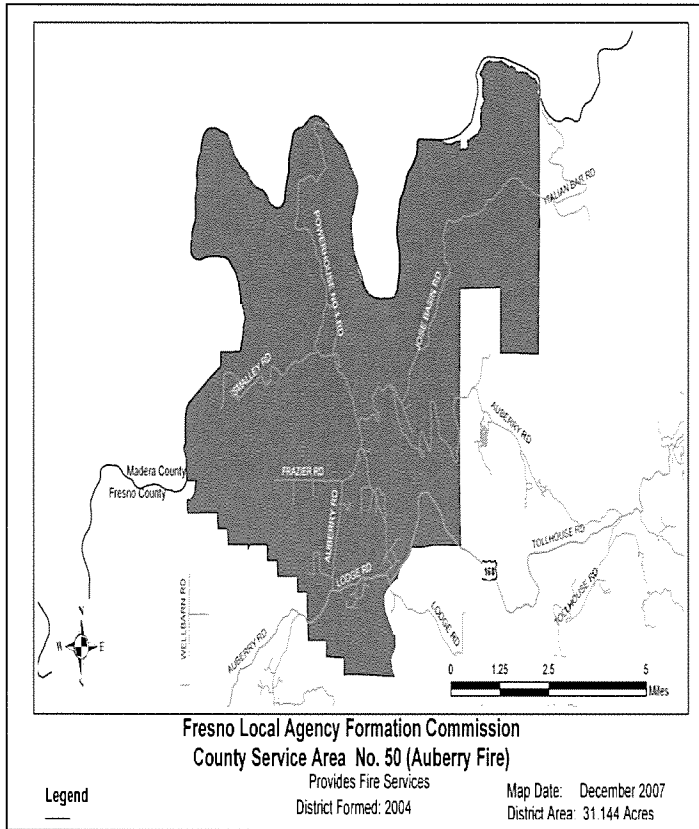 ITALIAN BAR RD
POWERHOUSE NO.1 RD
JOSE BASIN RD
SMALLEY RD
AUBERRY RD
Madera County
Fresno County
FRAZIER RD
AUBERRY RD
TOLLHOUSE RD
168
LODGE RD
TOLLHOUSE RD
WELLBARN RD
LODGE RD
AUBERRY RD
N
W E
S
0 1.25 2.5 5
Miles
Fresno Local Agency Formation Commission
County Service Area No. 50 (Auberry Fire)
Provides Fire Services
Legend
District Formed: 2004
Map Date: December 2007
District Area: 31.144 Acres